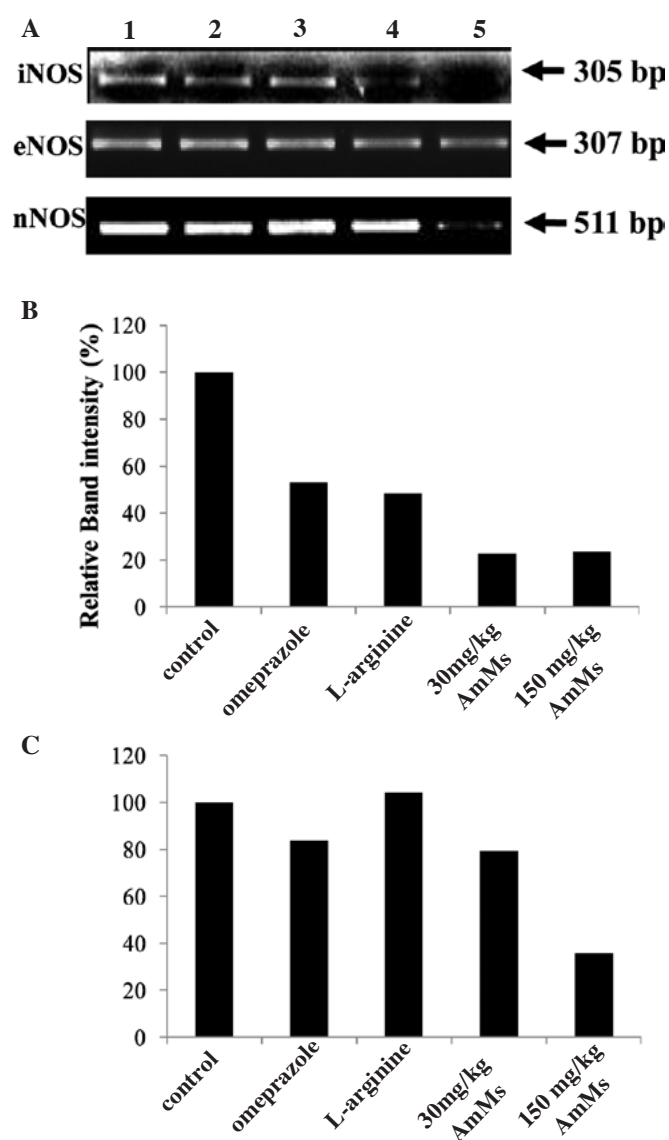 A
1 2 3 4 5
iNOS
305 bp
eNOS
307 bp
nNOS
511 bp
B
Relative Band intensity (%)
120
100
80
60
40
20
0
control
omeprazole
L-arginine
30mg/kg
AmMs
150 mg/kg
AmMs
C
120
100
80
60
40
20
0
control
omeprazole
L-arginine
30mg/kg
AmMs
150 mg/kg
AmMs